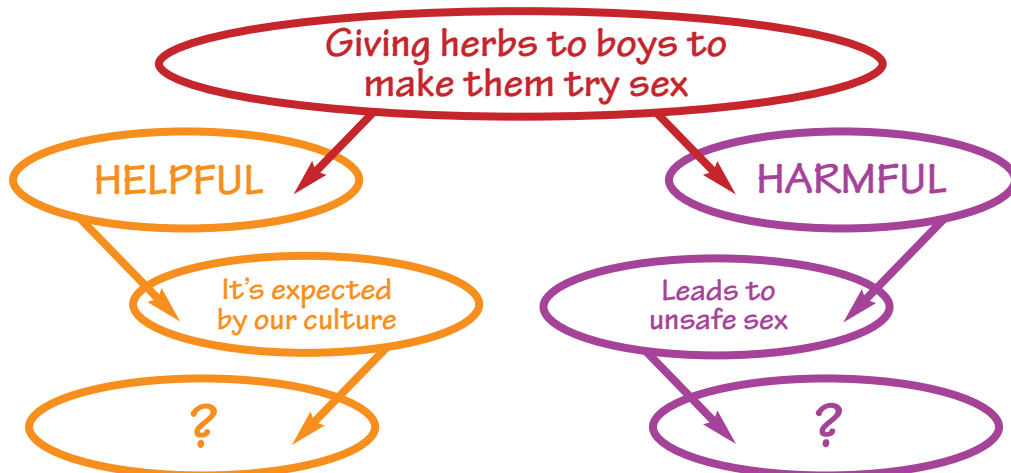 Giving herbs to boys to
make them try sex
HELPFUL
HARMFUL
It's expected
by our culture
Leads to
unsafe sex
?
?